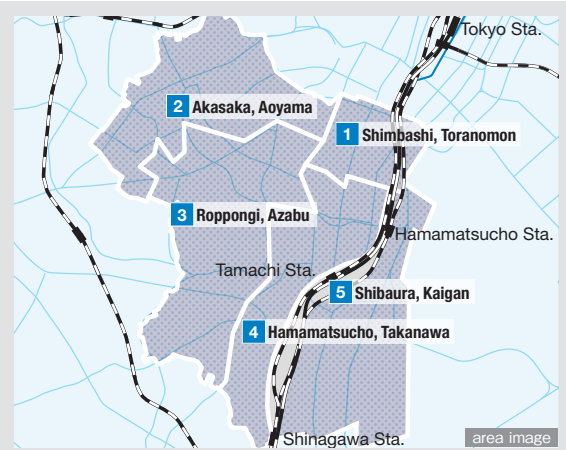 Tokyo Sta.
2 Akasaka, Aoyama
1 Shimbashi, Toranomon
3 Roppongi, Azabu
Hamamatsucho Sta.
Tamachi Sta.
5 Shibaura, Kaigan
4 Hamamatsucho, Takanawa
Shinagawa Sta.
area image